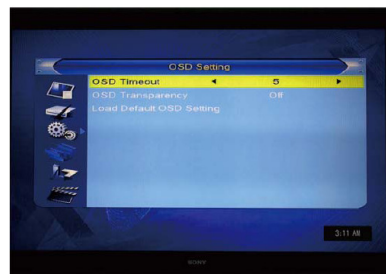 OSD Setting
OSD Timeout 5
OSD Transparency Off
Load Default OSD Setting
3:11 AM
SONY